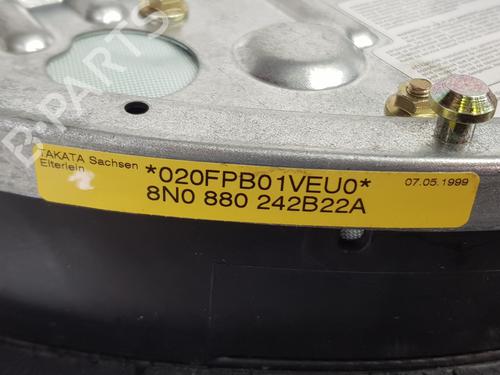 B-PARTS
TAKATA Sachsen
Elterlein
*020FPB01VEU0*
07.05.1999
8N0 880 242B22A